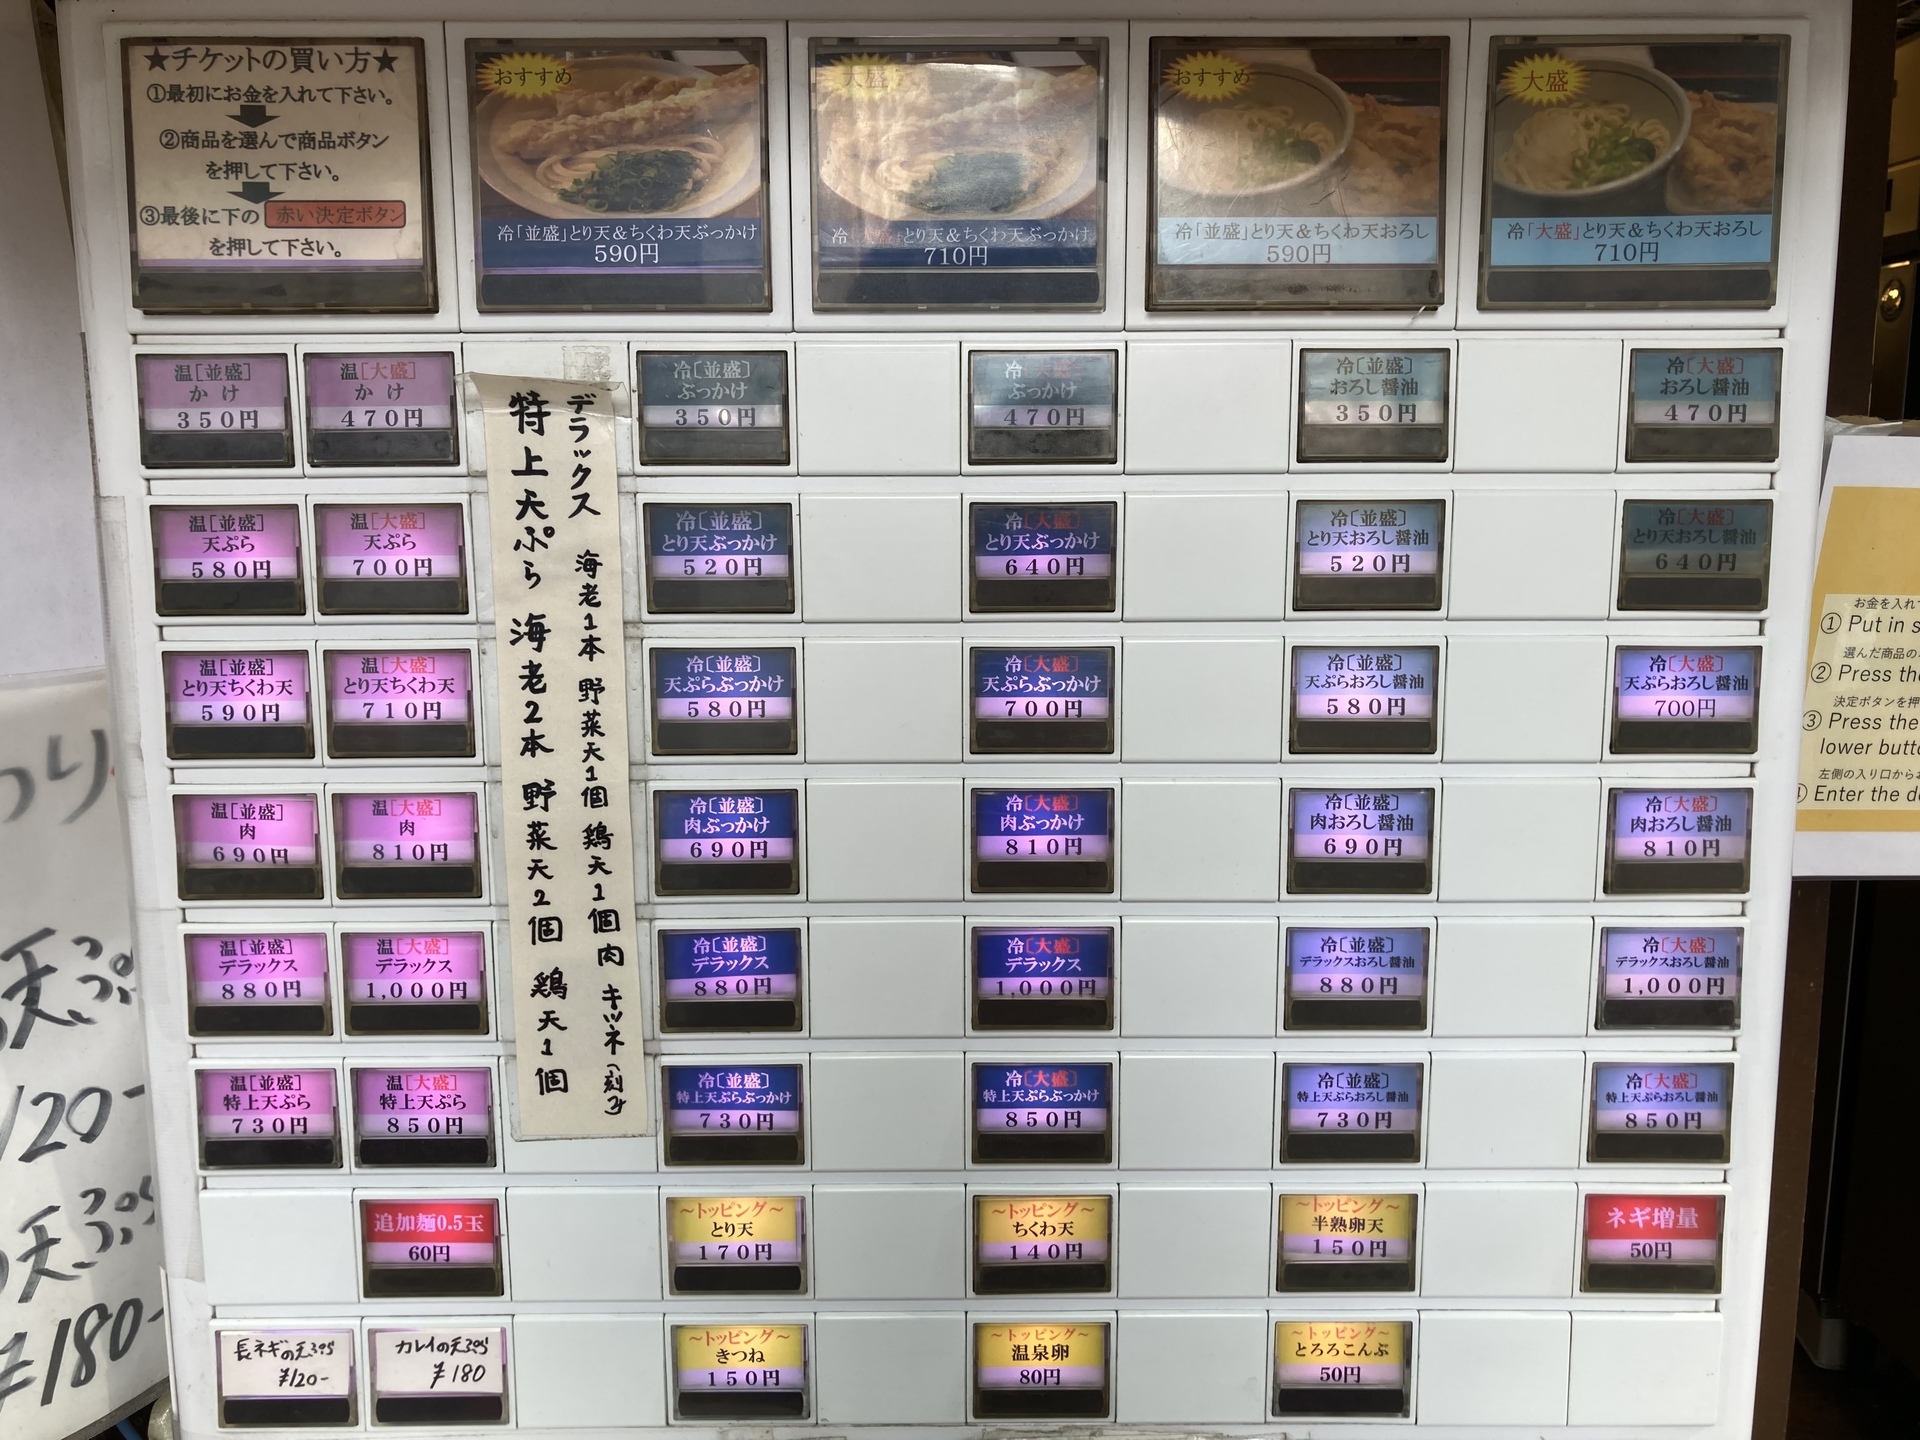 ★チケットの買い方★
①最初にお金を入れて下さい。
②商品を選んで商品ボタン
を押して下さい。
③最後に下の 赤い決定ボタン
を押して下さい。
おすすめ
冷「並盛」とり天&ちくわ天ぶっかけ
590円
大盛
冷「大盛」とり天&ちくわ天ぶっかけ
710円
おすすめ
冷「並盛」とり天&ちくわ天おろし
590円
大盛
冷「大盛」とり天&ちくわ天おろし
710円
温[並盛]
かけ
350円
温[大盛]
かけ
470円
冷〔並盛〕
ぶっかけ
350円
冷〔大盛〕
ぶっかけ
470円
冷〔並盛〕
おろし醤油
350円
冷〔大盛〕
おろし醤油
470円
デラックス 海老1本 野菜天1個 鶏天1個 肉 キツネ(刻み)
特上天ぷら 海老2本 野菜天2個 鶏天1個
温[並盛]
天ぷら
580円
温[大盛]
天ぷら
700円
冷〔並盛〕
とり天ぶっかけ
520円
冷〔大盛〕
とり天ぶっかけ
640円
冷〔並盛〕
とり天おろし醤油
520円
冷〔大盛〕
とり天おろし醤油
640円
温[並盛]
とり天ちくわ天
590円
温[大盛]
とり天ちくわ天
710円
冷〔並盛〕
天ぷらぶっかけ
580円
冷〔大盛〕
天ぷらぶっかけ
700円
冷〔並盛〕
天ぷらおろし醤油
580円
冷〔大盛〕
天ぷらおろし醤油
700円
温[並盛]
肉
690円
温[大盛]
肉
810円
冷〔並盛〕
肉ぶっかけ
690円
冷〔大盛〕
肉ぶっかけ
810円
冷〔並盛〕
肉おろし醤油
690円
冷〔大盛〕
肉おろし醤油
810円
温[並盛]
デラックス
880円
温[大盛]
デラックス
1,000円
冷〔並盛〕
デラックス
880円
冷〔大盛〕
デラックス
1,000円
冷〔並盛〕
デラックスおろし醤油
880円
冷〔大盛〕
デラックスおろし醤油
1,000円
温[並盛]
特上天ぷら
730円
温[大盛]
特上天ぷら
850円
冷〔並盛〕
特上天ぷらぶっかけ
730円
冷〔大盛〕
特上天ぷらぶっかけ
850円
冷〔並盛〕
特上天ぷらおろし醤油
730円
冷〔大盛〕
特上天ぷらおろし醤油
850円
追加麺0.5玉
60円
～トッピング～
とり天
170円
～トッピング～
ちくわ天
140円
～トッピング～
半熟卵天
150円
ネギ増量
50円
長ネギの天ぷら
¥120-
カレイの天ぷら
¥180
～トッピング～
きつね
150円
～トッピング～
温泉卵
80円
～トッピング～
とろろこんぶ
50円
お金を入れて
① Put in s
選んだ商品の
② Press the
決定ボタンを押
③ Press the
lower butto
左側の入り口から
Enter the do
天ぷら
120-
天ぷら
¥180-